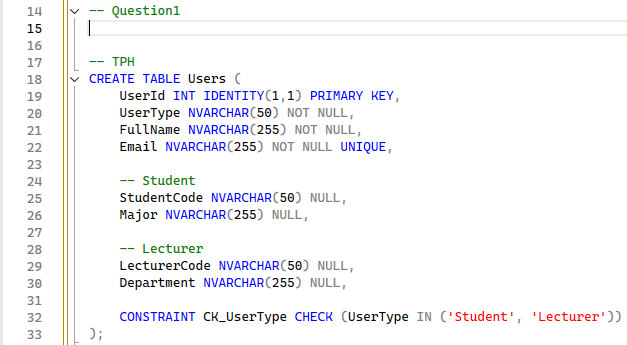 14 -- Question1
15
16
17 -- TPH
18 CREATE TABLE Users (
19 UserId INT IDENTITY(1,1) PRIMARY KEY,
20 UserType NVARCHAR(50) NOT NULL,
21 FullName NVARCHAR(255) NOT NULL,
22 Email NVARCHAR(255) NOT NULL UNIQUE,
23
24 -- Student
25 StudentCode NVARCHAR(50) NULL,
26 Major NVARCHAR(255) NULL,
27
28 -- Lecturer
29 LecturerCode NVARCHAR(50) NULL,
30 Department NVARCHAR(255) NULL,
31
32 CONSTRAINT CK_UserType CHECK (UserType IN ('Student', 'Lecturer'))
33 );